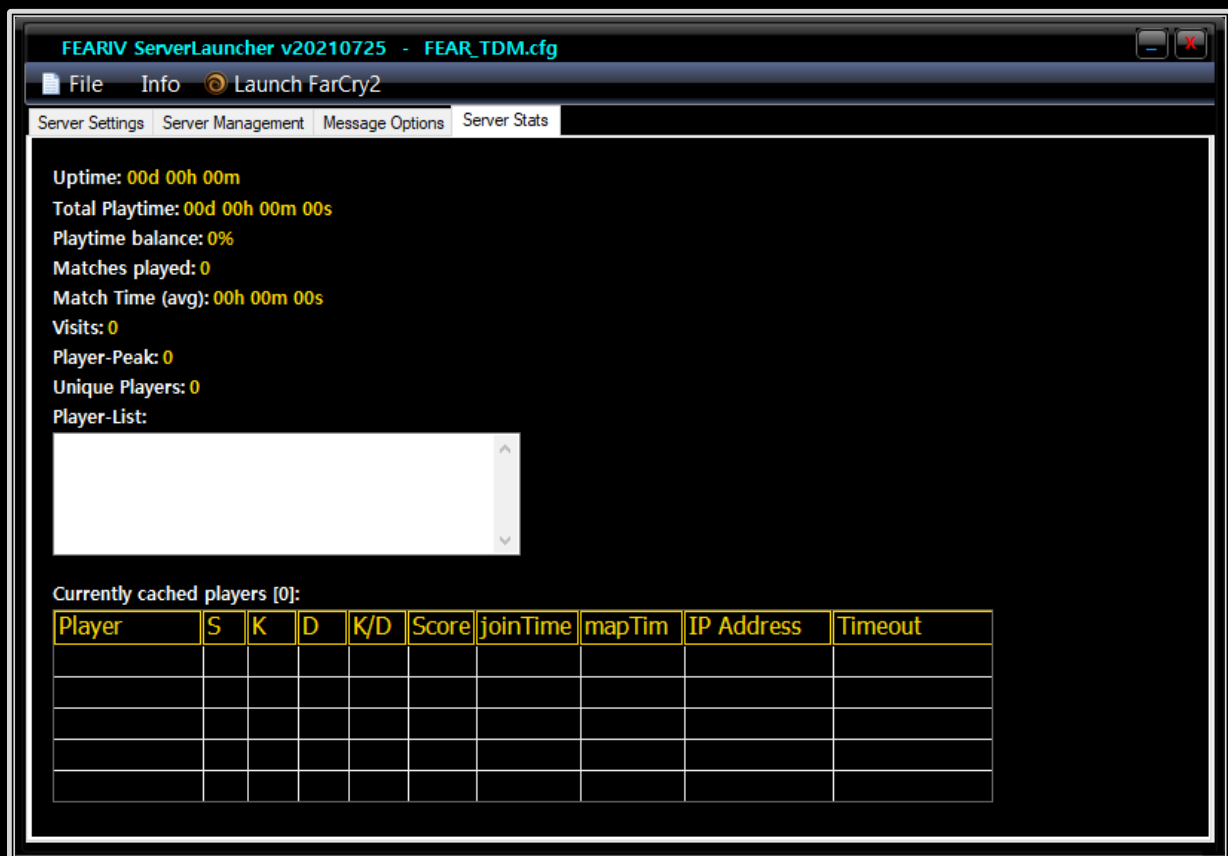 FEARIV ServerLauncher v20210725 - FEAR_TDM.cfg
_ X
File Info Launch FarCry2
Server Settings Server Management Message Options Server Stats
Uptime: 00d 00h 00m
Total Playtime: 00d 00h 00m 00s
Playtime balance: 0%
Matches played: 0
Match Time (avg): 00h 00m 00s
Visits: 0
Player-Peak: 0
Unique Players: 0
Player-List:
Currently cached players [0]:
Player S K D K/D Score joinTime mapTim IP Address Timeout